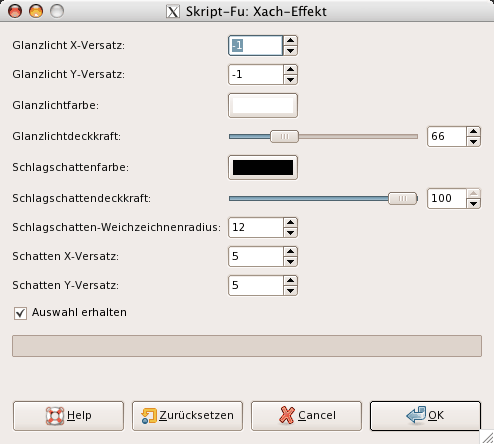 Skript-Fu: Xach-Effekt
Glanzlicht X-Versatz: -1
Glanzlicht Y-Versatz: -1
Glanzlichtfarbe:
Glanzlichtdeckkraft: 66
Schlagschattenfarbe:
Schlagschattendeckkraft: 100
Schlagschatten-Weichzeichnenradius: 12
Schatten X-Versatz: 5
Schatten Y-Versatz: 5
Auswahl erhalten
Help Zurücksetzen Cancel OK